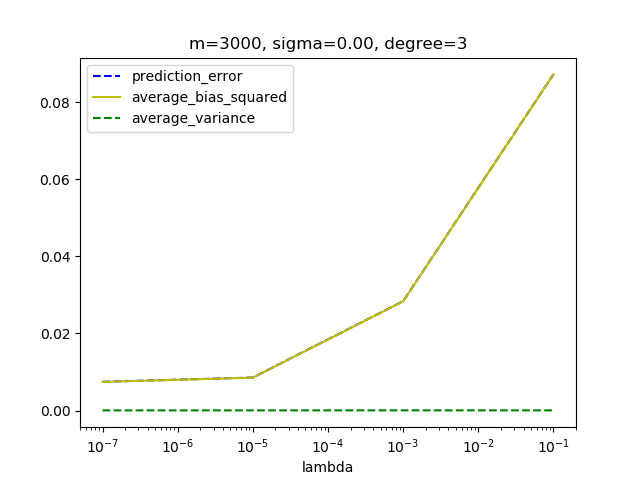 m=3000, sigma=0.00, degree=3
prediction_error
average_bias_squared
average_variance
0.08
0.06
0.04
0.02
0.00
10⁻⁷ 10⁻⁶ 10⁻⁵ 10⁻⁴ 10⁻³ 10⁻² 10⁻¹
lambda